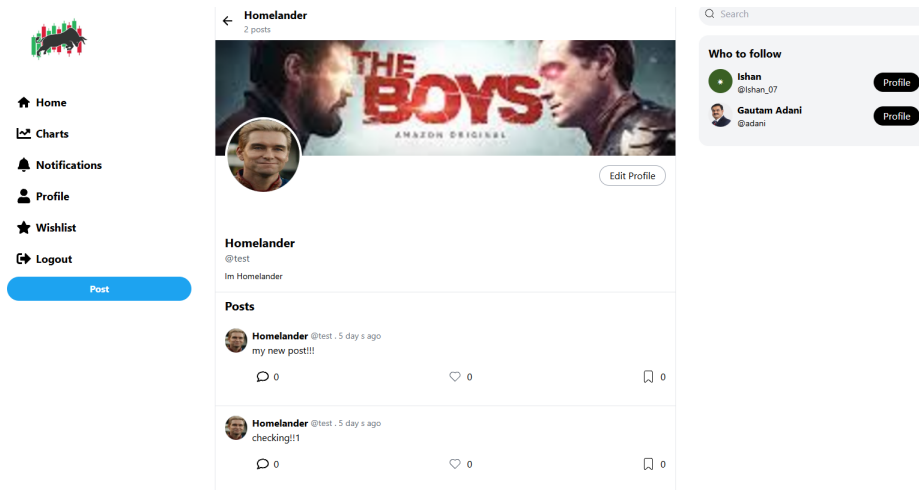 Home
Charts
Notifications
Profile
Wishlist
Logout
Post
Homelander
2 posts
THE
BOYS
AMAZON ORIGINAL
Edit Profile
Homelander
@test
Im Homelander
Posts
Homelander @test . 5 day s ago
my new post!!!
0 0 0
Homelander @test . 5 day s ago
checking!!1
0 0 0
Search
Who to follow
Ishan
@Ishan_07
Profile
Gautam Adani
@adani
Profile